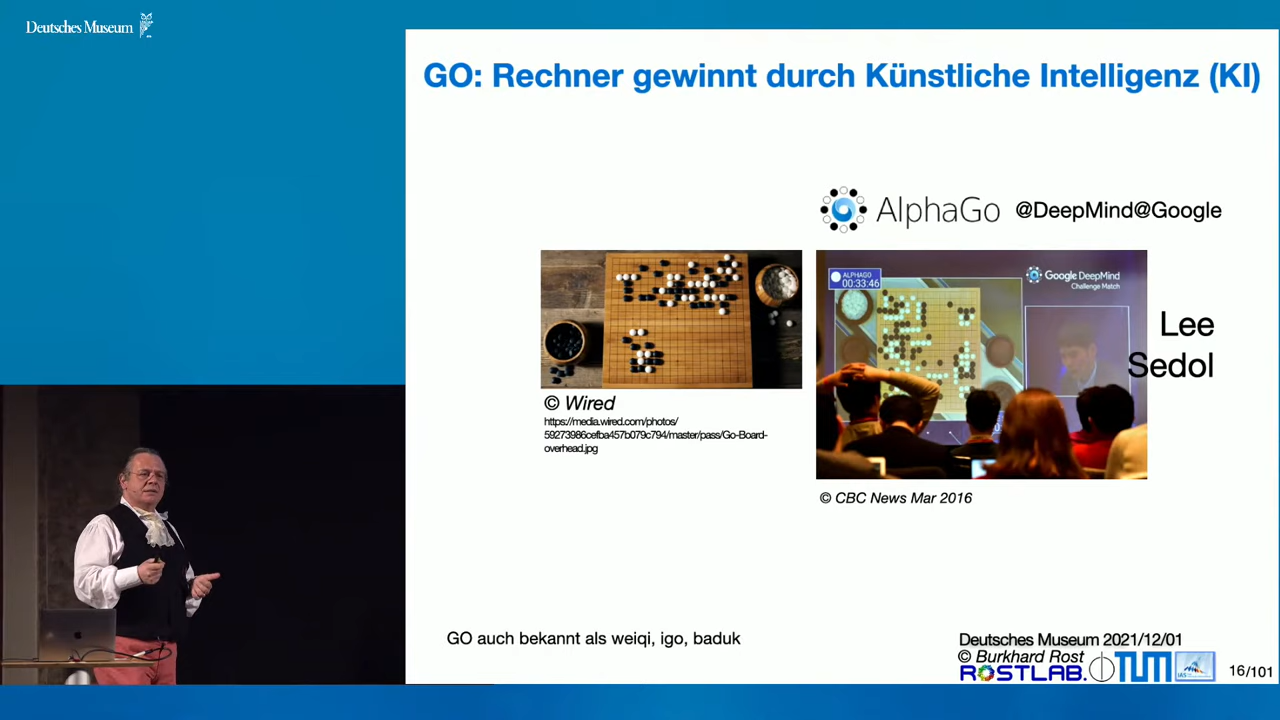 Deutsches Museum
GO: Rechner gewinnt durch Künstliche Intelligenz (KI)
AlphaGo @DeepMind@Google
ALPHAGO
00:33:46
Google DeepMind
Challenge Match
Lee
Sedol
© Wired
https://media.wired.com/photos/
59273986cefba457b079c794/master/pass/Go-Board-
overhead.jpg
© CBC News Mar 2016
GO auch bekannt als weiqi, igo, baduk
Deutsches Museum 2021/12/01
© Burkhard Rost
ROSTLAB.
TUM
IAS
16/101